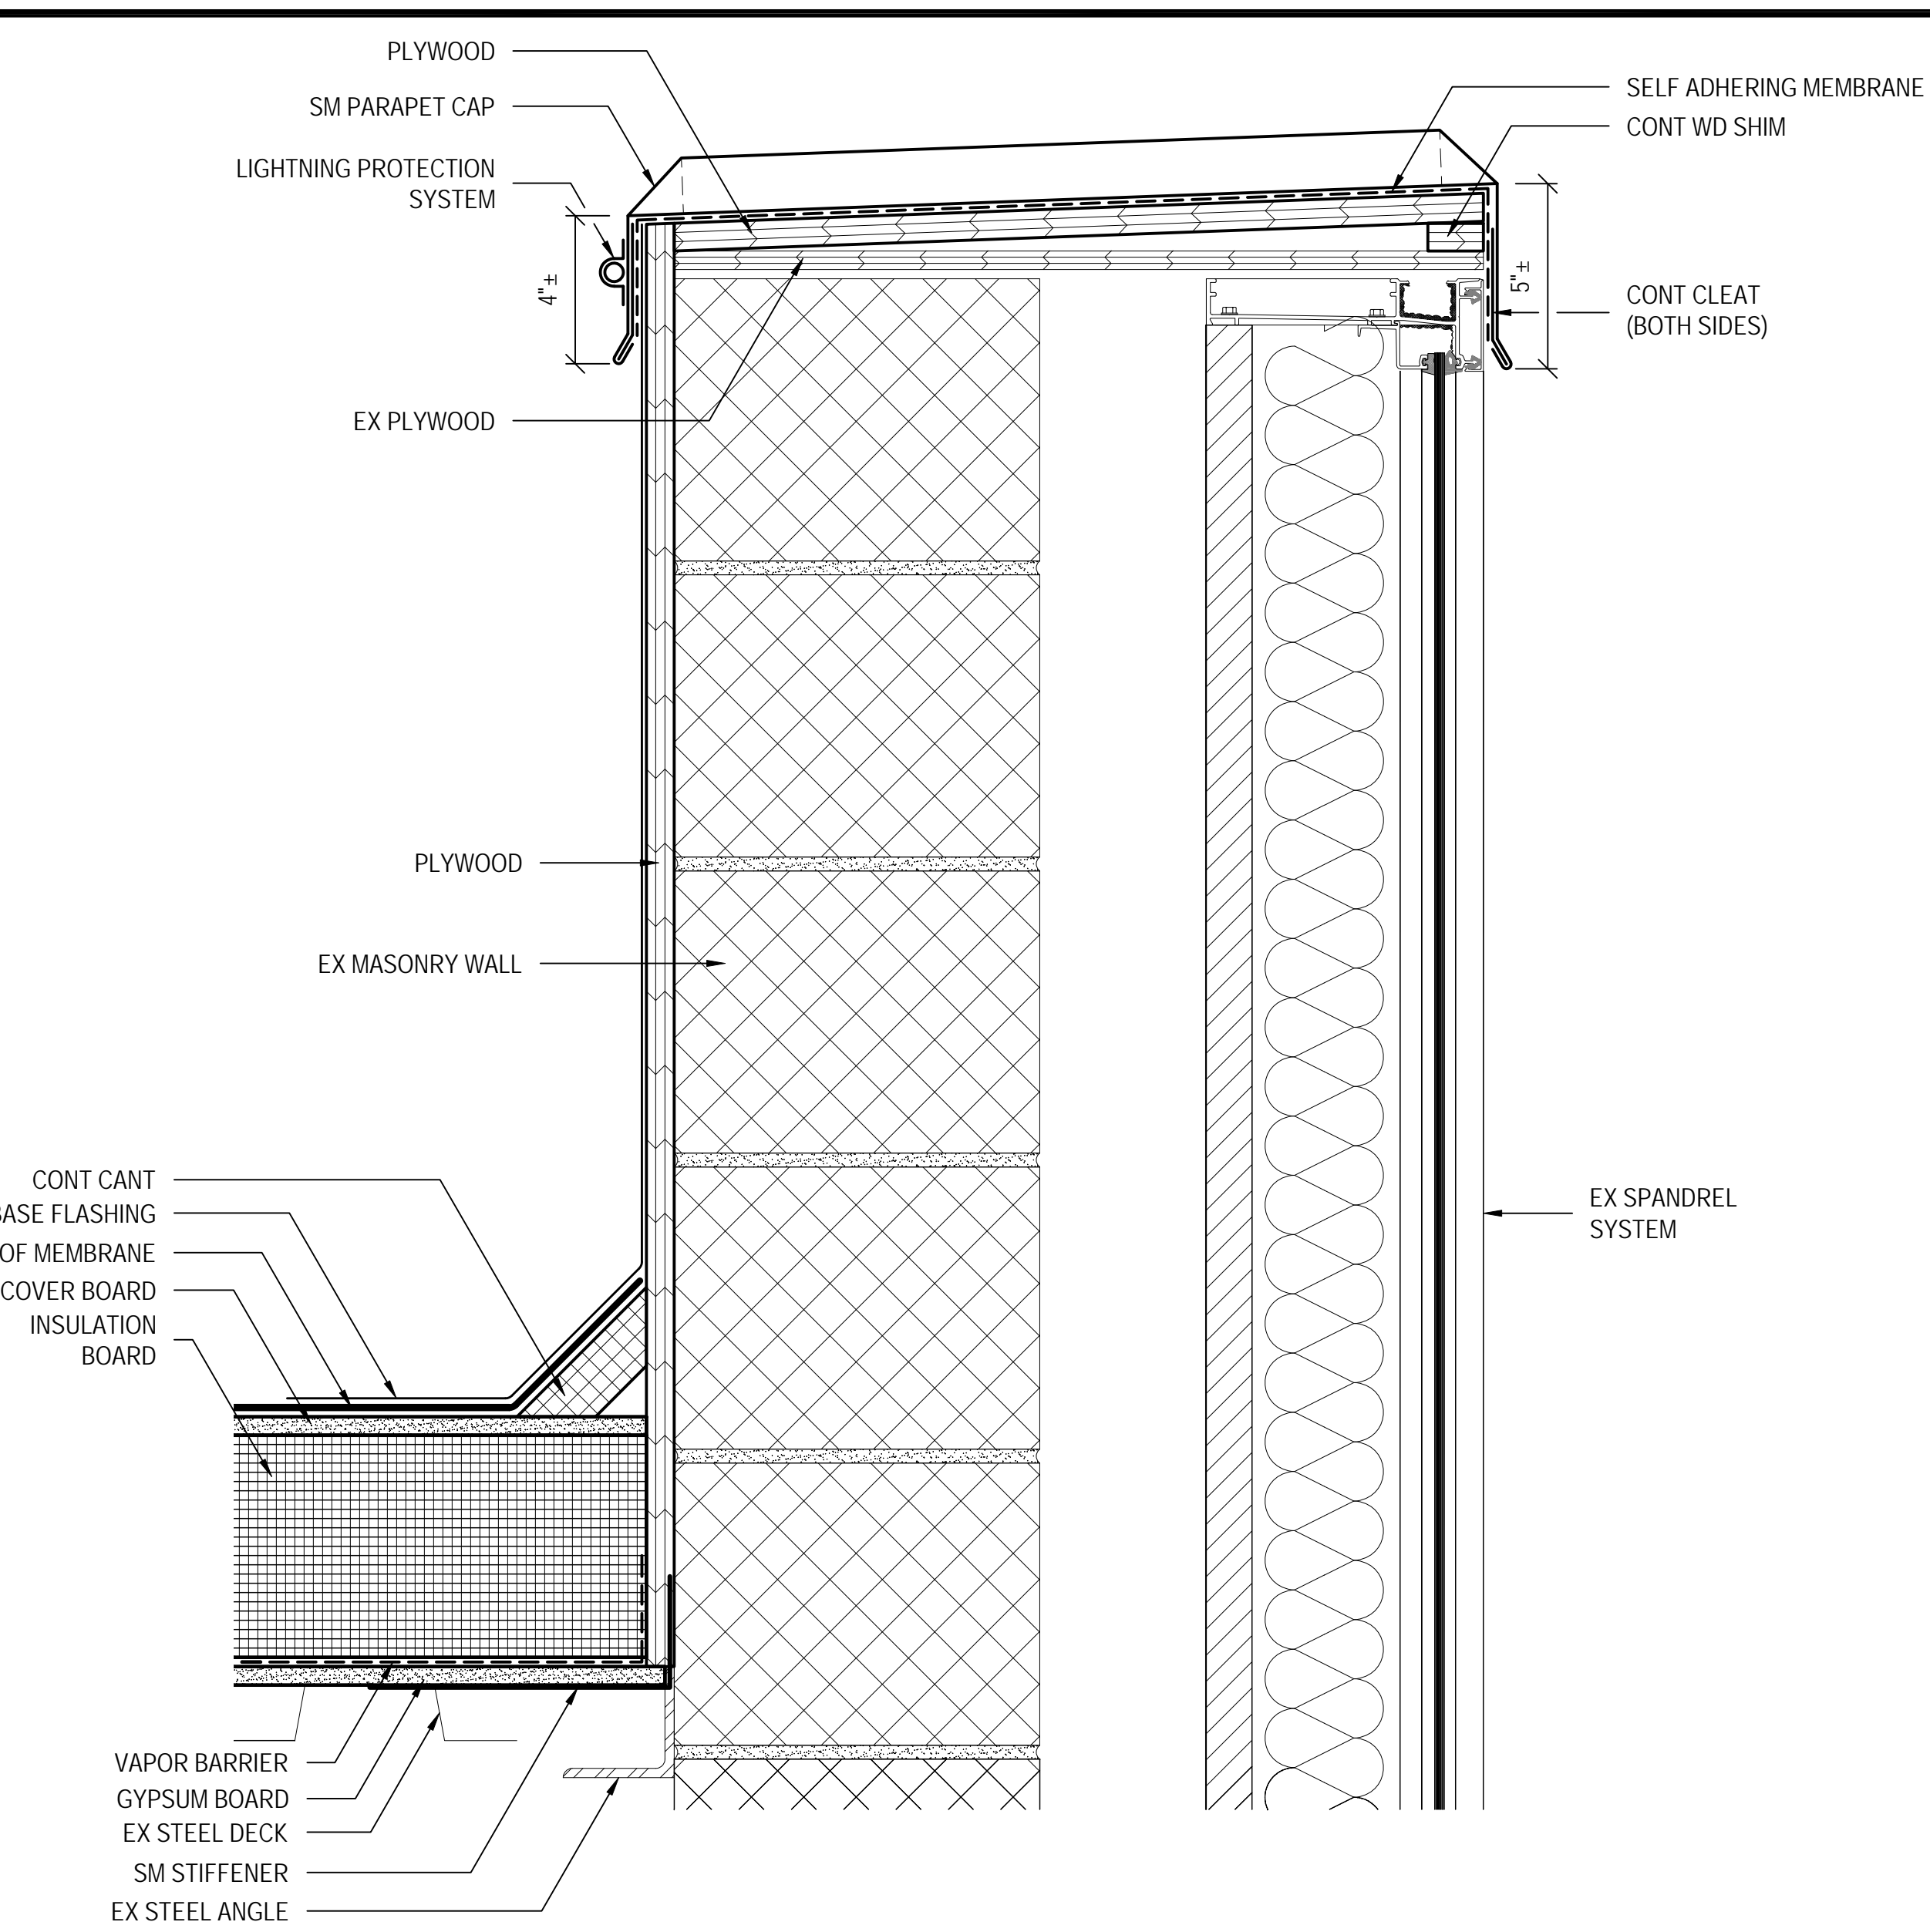 PLYWOOD
SM PARAPET CAP
LIGHTNING PROTECTION
SYSTEM
4"±
EX PLYWOOD
SELF ADHERING MEMBRANE
CONT WD SHIM
5"±
CONT CLEAT
(BOTH SIDES)
PLYWOOD
EX MASONRY WALL
CONT CANT
BASE FLASHING
OF MEMBRANE
COVER BOARD
INSULATION
BOARD
EX SPANDREL
SYSTEM
VAPOR BARRIER
GYPSUM BOARD
EX STEEL DECK
SM STIFFENER
EX STEEL ANGLE